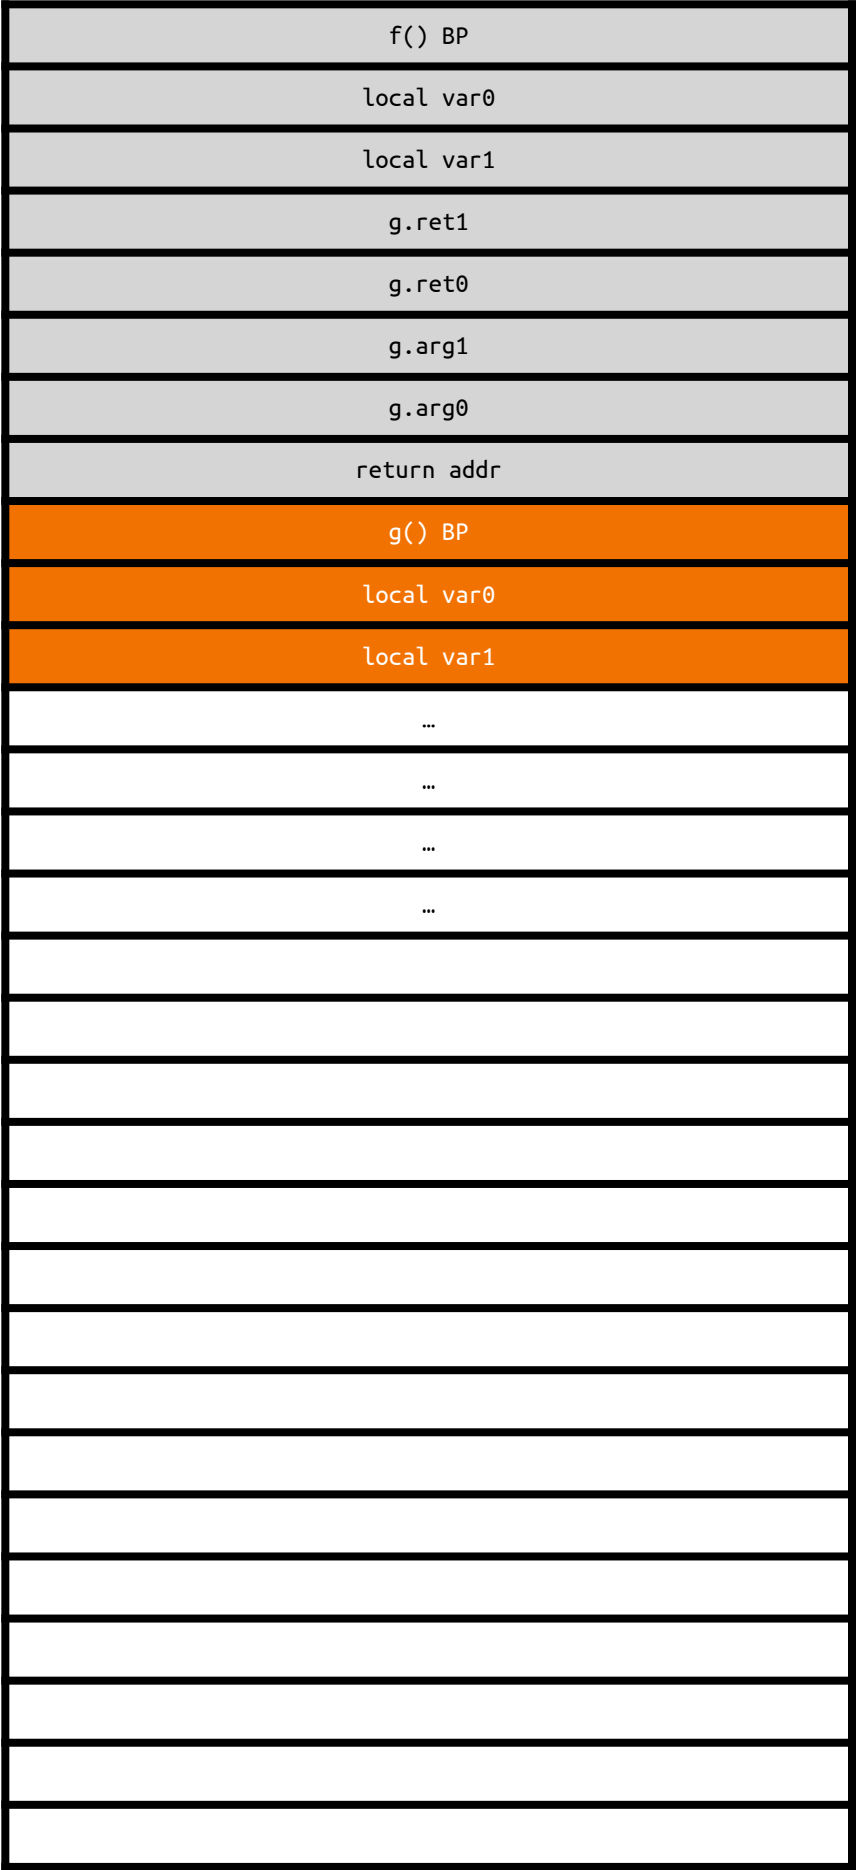 f() BP
local var0
local var1
g.ret1
g.ret0
g.arg1
g.arg0
return addr
g() BP
local var0
local var1
…
…
…
…